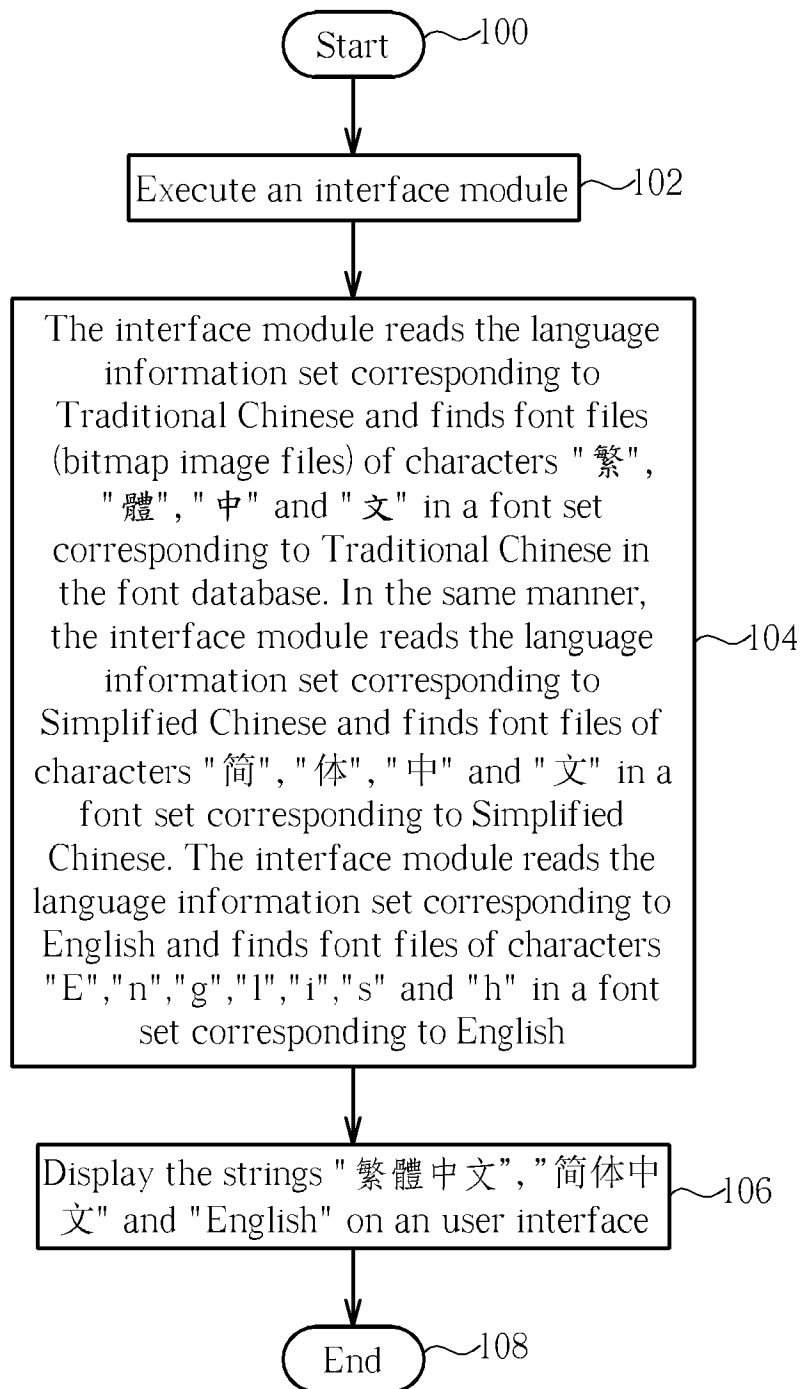 Start
100
Execute an interface module
102
The interface module reads the language
information set corresponding to
Traditional Chinese and finds font files
(bitmap image files) of characters "繁",
"體", "中" and "文" in a font set
corresponding to Traditional Chinese in
the font database. In the same manner,
the interface module reads the language
information set corresponding to
Simplified Chinese and finds font files of
characters "简", "体", "中" and "文" in a
font set corresponding to Simplified
Chinese. The interface module reads the
language information set corresponding to
English and finds font files of characters
"E","n","g","l","i","s" and "h" in a font
set corresponding to English
104
Display the strings "繁體中文", "简体中
文" and "English" on an user interface
106
End
108